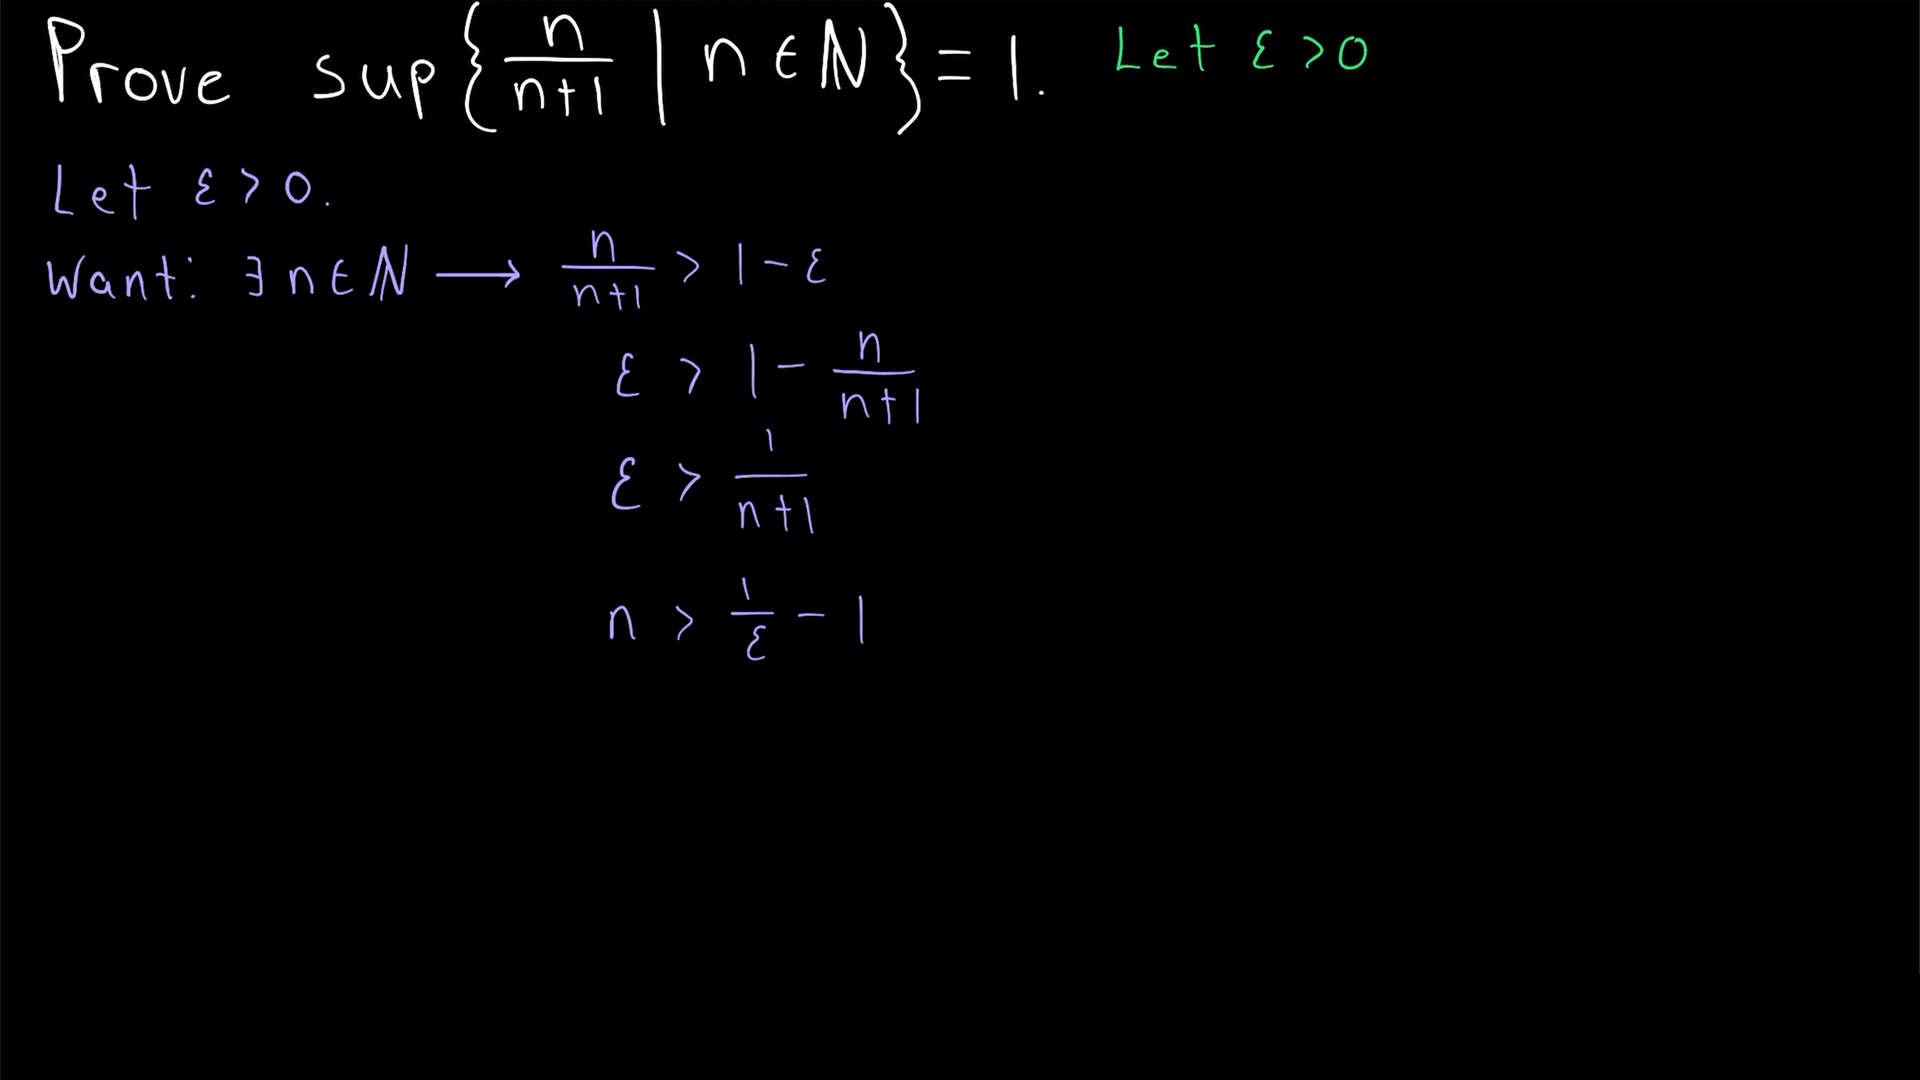 Prove sup{n/(n+1) | n∈ℕ} = 1.
Let ε > 0
Let ε > 0.
Want: ∃ n∈ℕ ⟶ n/(n+1) > 1 - ε
ε > 1 - n/(n+1)
ε > 1/(n+1)
n > 1/ε - 1